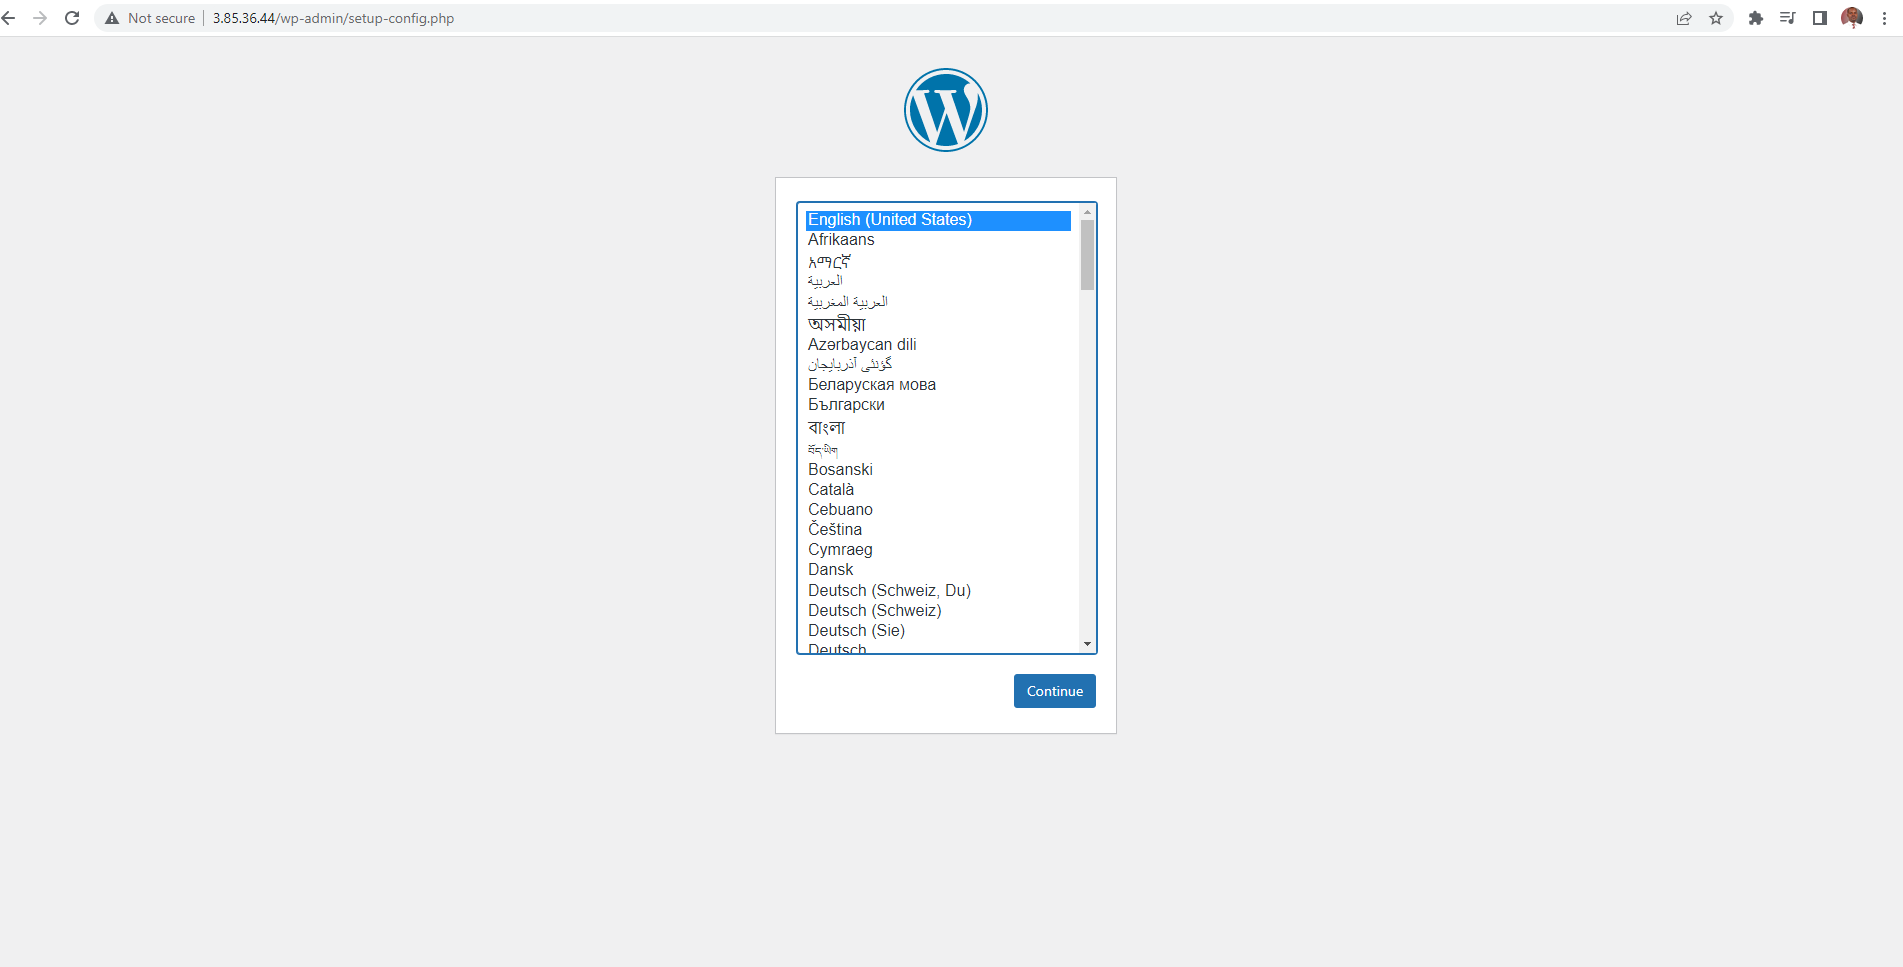 Not secure 3.85.36.44/wp-admin/setup-config.php
English (United States)
Afrikaans
አማርኛ
العربية
العربية المغربية
অসমীয়া
Azərbaycan dili
گؤنئی آذربایجان
Беларуская мова
Български
বাংলা
བོད་ཡིག
Bosanski
Català
Cebuano
Čeština
Cymraeg
Dansk
Deutsch (Schweiz, Du)
Deutsch (Schweiz)
Deutsch (Sie)
Deutsch
Continue